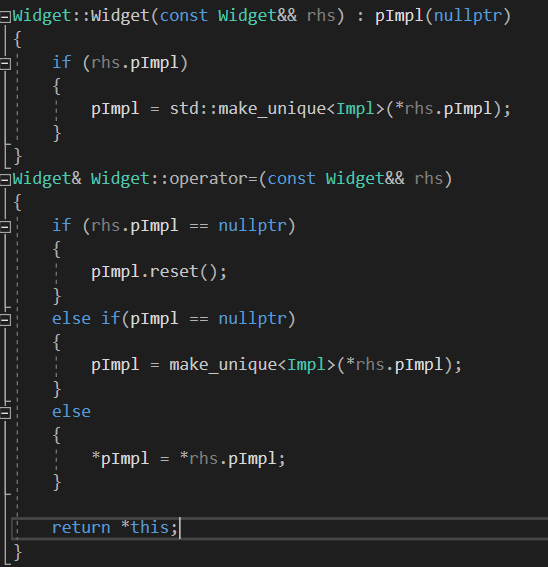 Widget::Widget(const Widget&& rhs) : pImpl(nullptr)
{
    if (rhs.pImpl)
    {
        pImpl = std::make_unique<Impl>(*rhs.pImpl);
    }
}
Widget& Widget::operator=(const Widget&& rhs)
{
    if (rhs.pImpl == nullptr)
    {
        pImpl.reset();
    }
    else if(pImpl == nullptr)
    {
        pImpl = make_unique<Impl>(*rhs.pImpl);
    }
    else
    {
        *pImpl = *rhs.pImpl;
    }

    return *this;
}